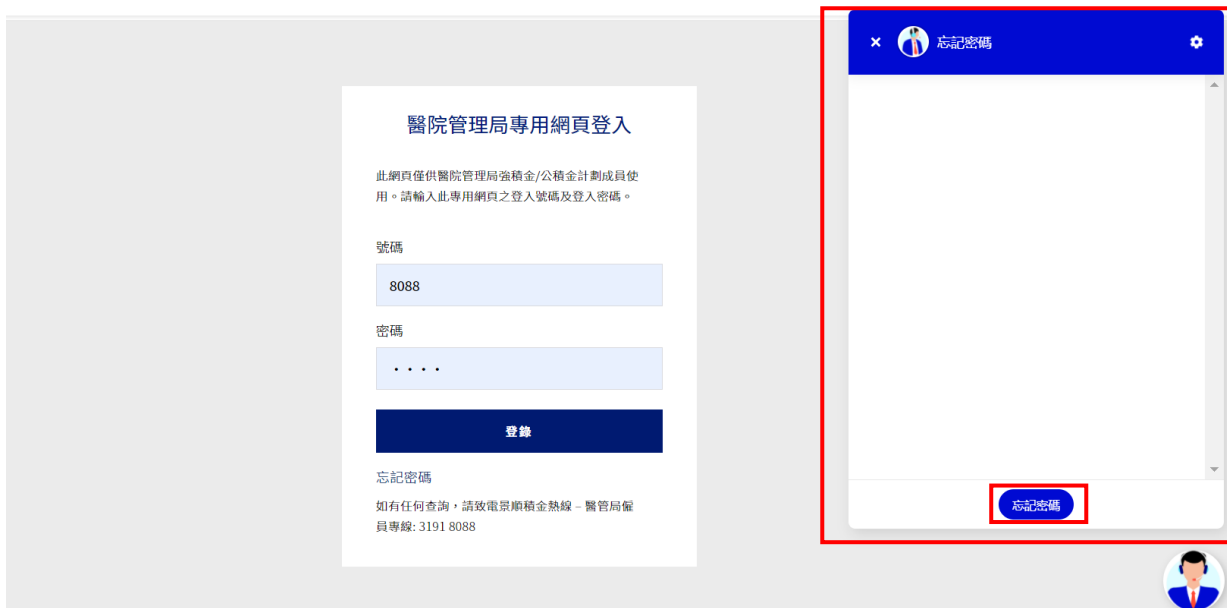 醫院管理局專用網頁登入
此網頁僅供醫院管理局強積金/公積金計劃成員使
用。請輸入此專用網頁之登入號碼及登入密碼。
號碼
8088
密碼
登錄
忘記密碼
如有任何查詢，請致電景順積金熱線 – 醫管局僱
員專線: 3191 8088
忘記密碼
忘記密碼